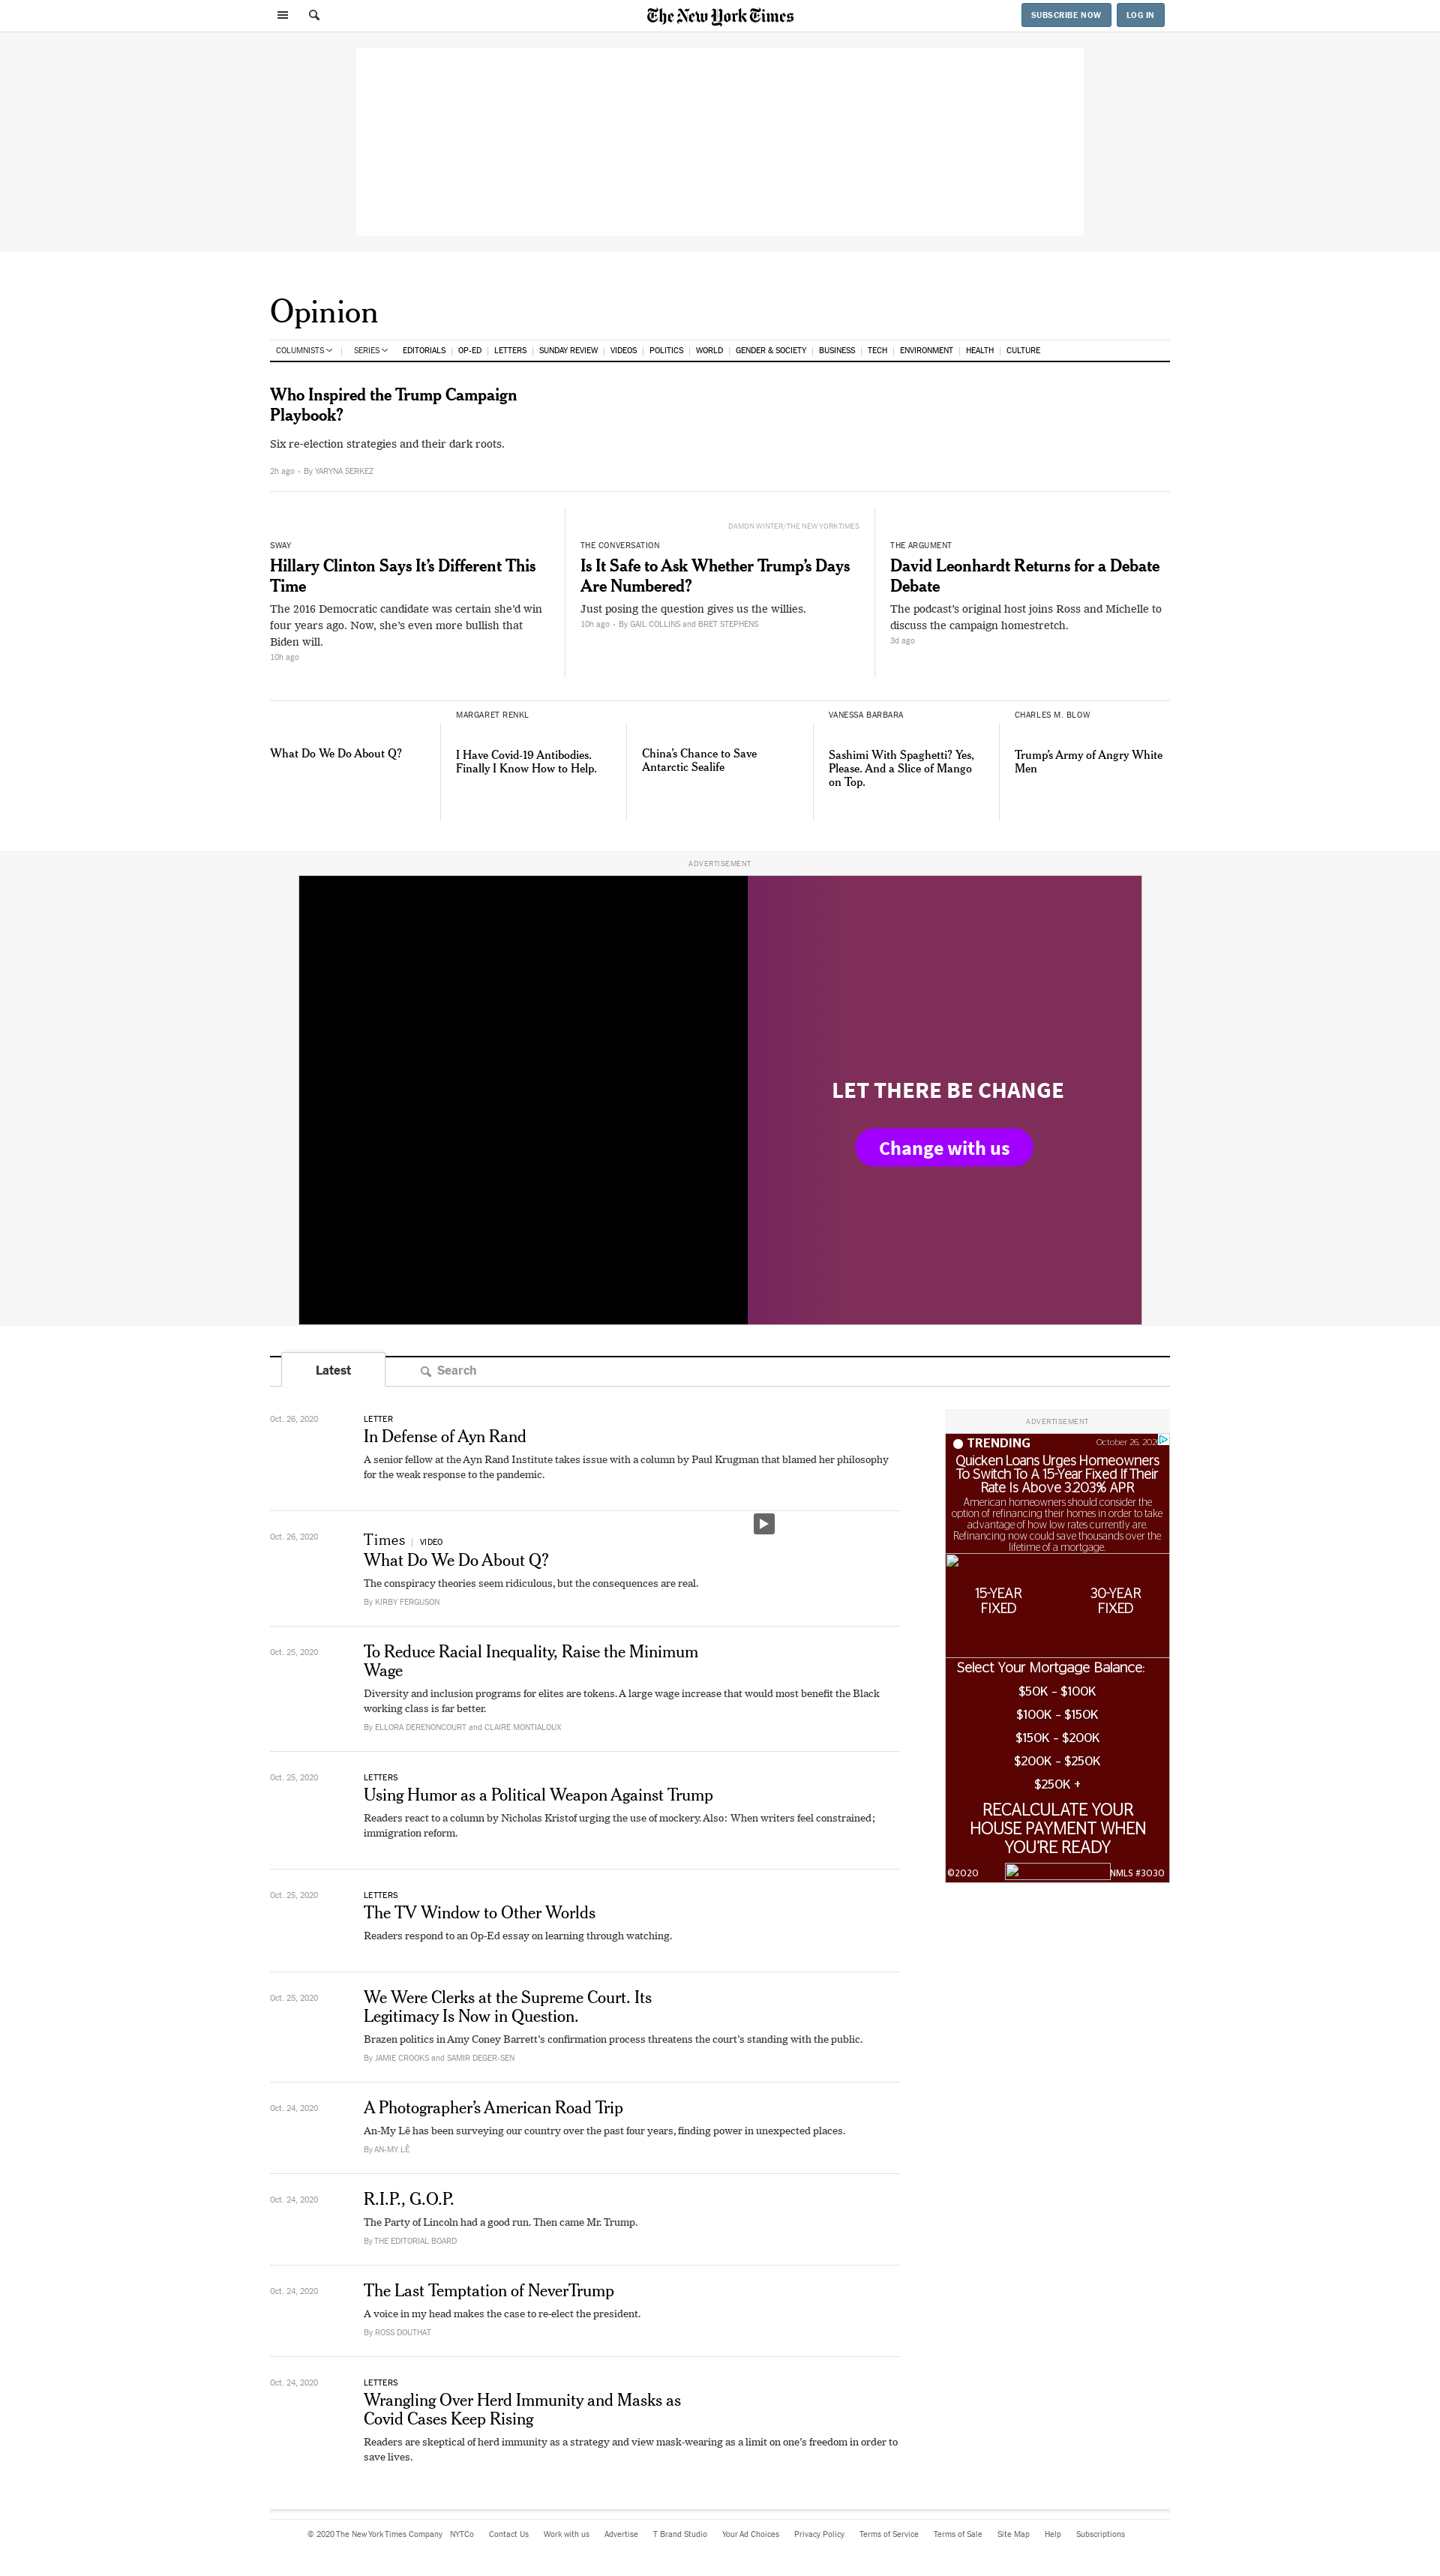 The New York Times
SUBSCRIBE NOW
LOG IN
Opinion
COLUMNISTS
SERIES
EDITORIALS
OP-ED
LETTERS
SUNDAY REVIEW
VIDEOS
POLITICS
WORLD
GENDER & SOCIETY
BUSINESS
TECH
ENVIRONMENT
HEALTH
CULTURE
Who Inspired the Trump Campaign
Playbook?
Six re-election strategies and their dark roots.
2h ago • By YARYNA SERKEZ
SWAY
Hillary Clinton Says It’s Different This
Time
The 2016 Democratic candidate was certain she’d win
four years ago. Now, she’s even more bullish that
Biden will.
10h ago
DAMON WINTER/THE NEW YORK TIMES
THE CONVERSATION
Is It Safe to Ask Whether Trump’s Days
Are Numbered?
Just posing the question gives us the willies.
10h ago • By GAIL COLLINS and BRET STEPHENS
THE ARGUMENT
David Leonhardt Returns for a Debate
Debate
The podcast’s original host joins Ross and Michelle to
discuss the campaign homestretch.
3d ago
What Do We Do About Q?
MARGARET RENKL
I Have Covid-19 Antibodies.
Finally I Know How to Help.
China’s Chance to Save
Antarctic Sealife
VANESSA BARBARA
Sashimi With Spaghetti? Yes,
Please. And a Slice of Mango
on Top.
CHARLES M. BLOW
Trump’s Army of Angry White
Men
ADVERTISEMENT
LET THERE BE CHANGE
Change with us
Latest
Search
Oct. 26, 2020
LETTER
In Defense of Ayn Rand
A senior fellow at the Ayn Rand Institute takes issue with a column by Paul Krugman that blamed her philosophy
for the weak response to the pandemic.
Oct. 26, 2020
Times | VIDEO
What Do We Do About Q?
The conspiracy theories seem ridiculous, but the consequences are real.
By KIRBY FERGUSON
Oct. 25, 2020
To Reduce Racial Inequality, Raise the Minimum
Wage
Diversity and inclusion programs for elites are tokens. A large wage increase that would most benefit the Black
working class is far better.
By ELLORA DERENONCOURT and CLAIRE MONTIALOUX
Oct. 25, 2020
LETTERS
Using Humor as a Political Weapon Against Trump
Readers react to a column by Nicholas Kristof urging the use of mockery. Also: When writers feel constrained;
immigration reform.
Oct. 25, 2020
LETTERS
The TV Window to Other Worlds
Readers respond to an Op-Ed essay on learning through watching.
Oct. 25, 2020
We Were Clerks at the Supreme Court. Its
Legitimacy Is Now in Question.
Brazen politics in Amy Coney Barrett’s confirmation process threatens the court’s standing with the public.
By JAMIE CROOKS and SAMIR DEGER-SEN
Oct. 24, 2020
A Photographer’s American Road Trip
An-My Lê has been surveying our country over the past four years, finding power in unexpected places.
By AN-MY LÊ
Oct. 24, 2020
R.I.P., G.O.P.
The Party of Lincoln had a good run. Then came Mr. Trump.
By THE EDITORIAL BOARD
Oct. 24, 2020
The Last Temptation of NeverTrump
A voice in my head makes the case to re-elect the president.
By ROSS DOUTHAT
Oct. 24, 2020
LETTERS
Wrangling Over Herd Immunity and Masks as
Covid Cases Keep Rising
Readers are skeptical of herd immunity as a strategy and view mask-wearing as a limit on one’s freedom in order to
save lives.
ADVERTISEMENT
TRENDING
October 26, 202
Quicken Loans Urges Homeowners
To Switch To A 15-Year Fixed If Their
Rate Is Above 3.203% APR
American homeowners should consider the
option of refinancing their homes in order to take
advantage of how low rates currently are.
Refinancing now could save thousands over the
lifetime of a mortgage.
15-YEAR
FIXED
30-YEAR
FIXED
Select Your Mortgage Balance:
$50K - $100K
$100K - $150K
$150K - $200K
$200K - $250K
$250K +
RECALCULATE YOUR
HOUSE PAYMENT WHEN
YOU'RE READY
©2020
NMLS #3030
© 2020 The New York Times Company
NYTCo
Contact Us
Work with us
Advertise
T Brand Studio
Your Ad Choices
Privacy Policy
Terms of Service
Terms of Sale
Site Map
Help
Subscriptions